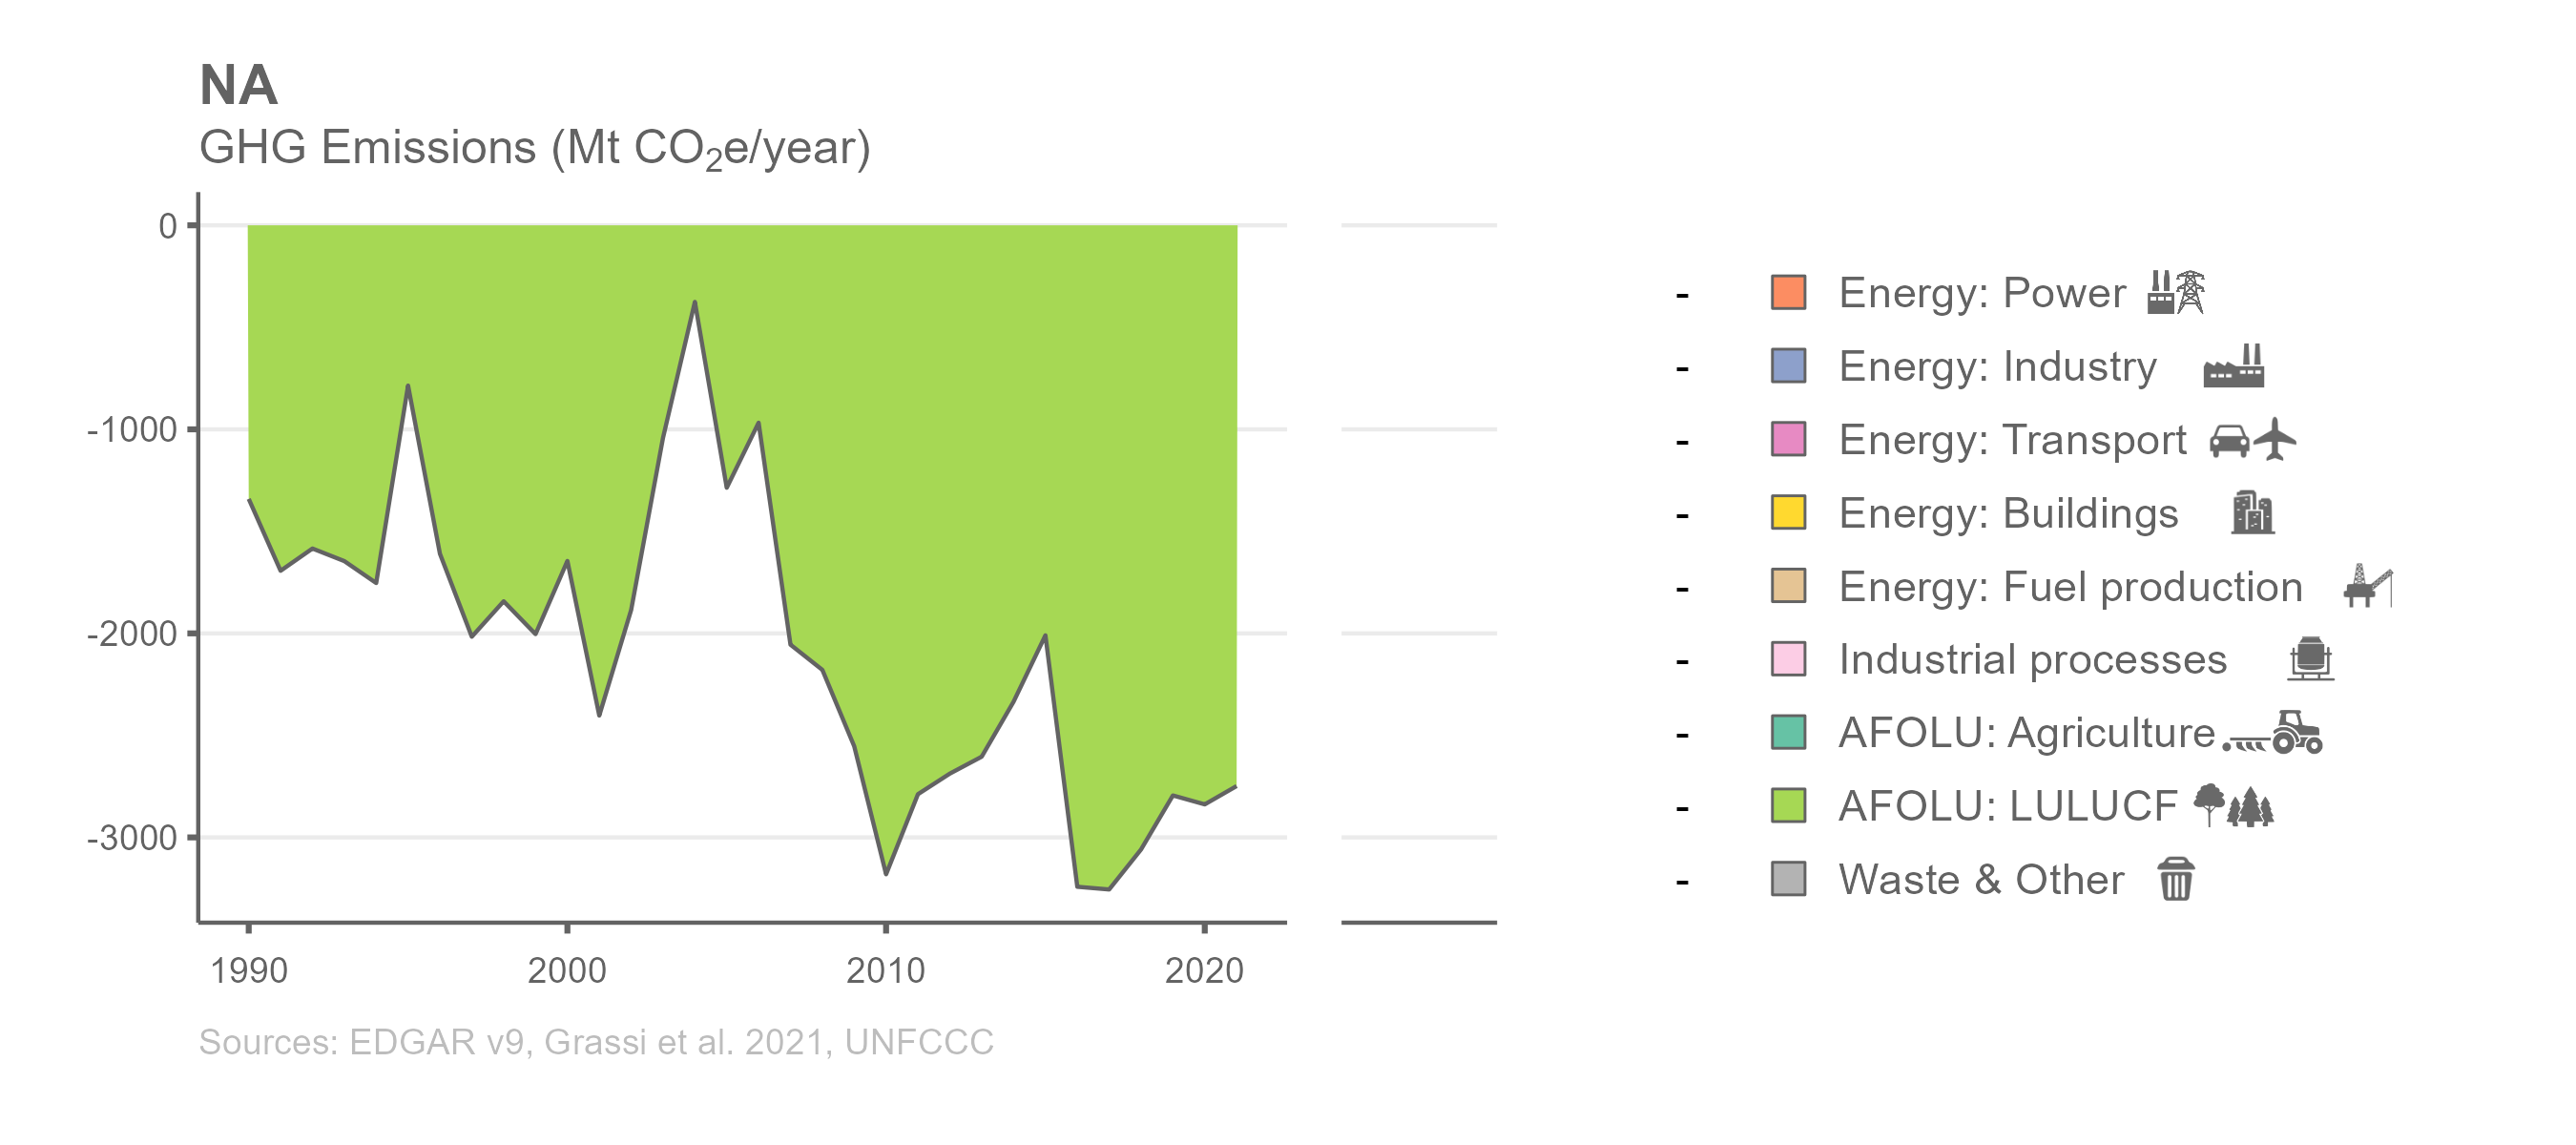 NA
GHG Emissions (Mt CO₂e/year)
0
-1000
-2000
-3000
1990 2000 2010 2020
- Energy: Power
- Energy: Industry
- Energy: Transport
- Energy: Buildings
- Energy: Fuel production
- Industrial processes
- AFOLU: Agriculture
- AFOLU: LULUCF
- Waste & Other
Sources: EDGAR v9, Grassi et al. 2021, UNFCCC